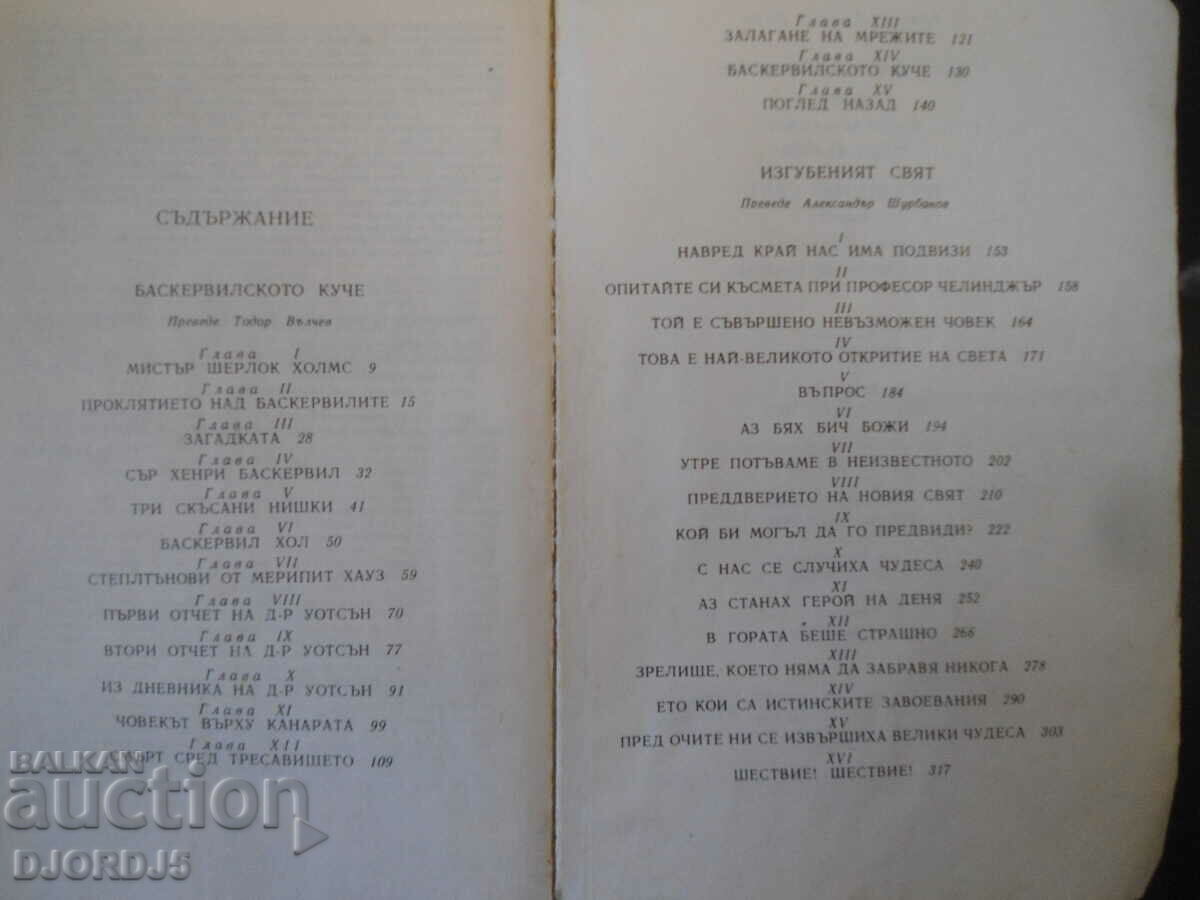 СЪДЪРЖАНИЕ
БАСКЕРВИЛСКОТО КУЧЕ
Преведе Тодор Вълчев
Глава I
МИСТЪР ШЕРЛОК ХОЛМС 9
Глава II
ПРОКЛЯТИЕТО НАД БАСКЕРВИЛИТЕ 15
Глава III
ЗАГАДКАТА 28
Глава IV
СЪР ХЕНРИ БАСКЕРВИЛ 32
Глава V
ТРИ СКЪСАНИ НИШКИ 41
Глава VI
БАСКЕРВИЛ ХОЛ 50
Глава VII
СТЕПЛТЪНОВИ ОТ МЕРИПИТ ХАУЗ 59
Глава VIII
ПЪРВИ ОТЧЕТ НА Д-Р УОТСЪН 70
Глава IX
ВТОРИ ОТЧЕТ НА Д-Р УОТСЪН 77
Глава X
ИЗ ДНЕВНИКА НА Д-Р УОТСЪН 91
Глава XI
ЧОВЕКЪТ ВЪРХУ КАНАРАТА 99
Глава XII
СМЪРТ СРЕД ТРЕСАВИЩЕТО 109
Глава XIII
ЗАЛАГАНЕ НА МРЕЖИТЕ 121
Глава XIV
БАСКЕРВИЛСКОТО КУЧЕ 130
Глава XV
ПОГЛЕД НАЗАД 140
ИЗГУБЕНИЯТ СВЯТ
Преведе Александър Шурбанов
I
НАВРЕД КРАЙ НАС ИМА ПОДВИЗИ 153
II
ОПИТАЙТЕ СИ КЪСМЕТА ПРИ ПРОФЕСОР ЧЕЛИНДЖЪР 158
III
ТОЙ Е СЪВЪРШЕНО НЕВЪЗМОЖЕН ЧОВЕК 164
IV
ТОВА Е НАЙ-ВЕЛИКОТО ОТКРИТИЕ НА СВЕТА 171
V
ВЪПРОС 184
VI
АЗ БЯХ БИЧ БОЖИ 194
VII
УТРЕ ПОТЪВАМЕ В НЕИЗВЕСТНОТО 202
VIII
ПРЕДДВЕРИЕТО НА НОВИЯ СВЯТ 210
IX
КОЙ БИ МОГЪЛ ДА ГО ПРЕДВИДИ? 222
X
С НАС СЕ СЛУЧИХА ЧУДЕСА 240
XI
АЗ СТАНАХ ГЕРОЙ НА ДЕНЯ 252
XII
В ГОРАТА БЕШЕ СТРАШНО 266
XIII
ЗРЕЛИЩЕ, КОЕТО НЯМА ДА ЗАБРАВЯ НИКОГА 278
XIV
ЕТО КОИ СА ИСТИНСКИТЕ ЗАВОЕВАНИЯ 290
XV
ПРЕД ОЧИТЕ НИ СЕ ИЗВЪРШИХА ВЕЛИКИ ЧУДЕСА 303
XVI
ШЕСТВИЕ! ШЕСТВИЕ! 317
BALKAN
auction
DJORDJ5